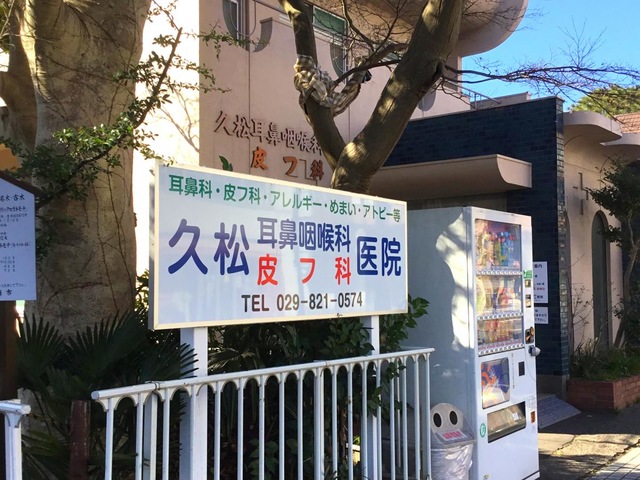 久松耳鼻咽喉科
皮フ科
耳鼻科・皮フ科・アレルギー・めまい・アトピー等
久松 耳鼻咽喉科 皮フ科 医院
TEL 029-821-0574
案内